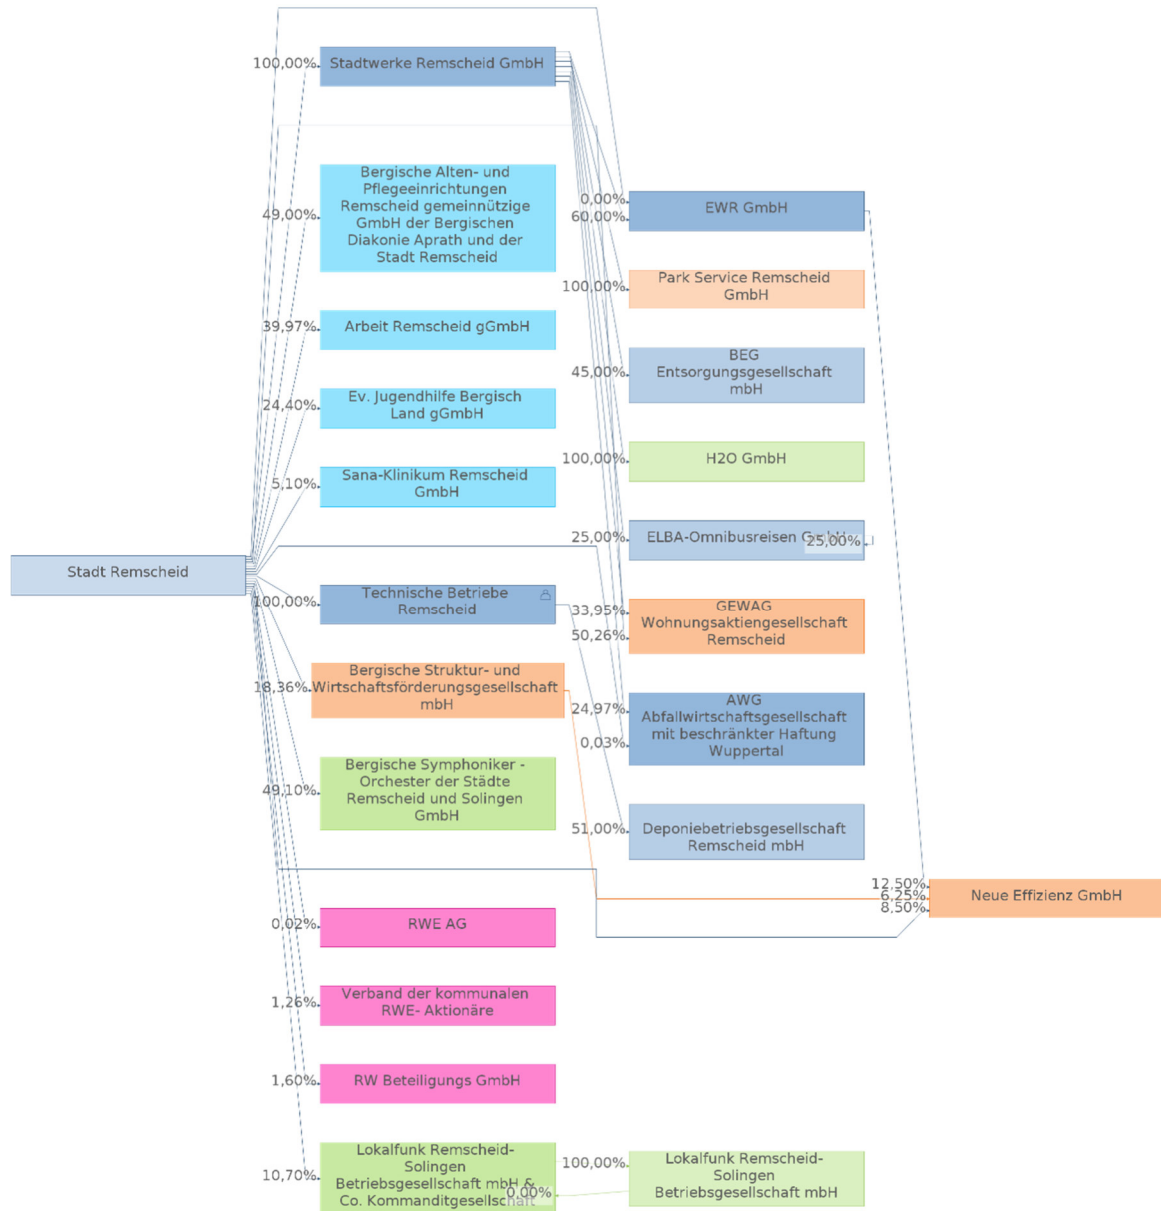 100,00%
Stadtwerke Remscheid GmbH
49,00%
Bergische Alten- und
Pflegeeinrichtungen
Remscheid gemeinnützige
GmbH der Bergischen
Diakonie Aprath und der
Stadt Remscheid
39,97%
Arbeit Remscheid gGmbH
24,40%
Ev. Jugendhilfe Bergisch
Land gGmbH
5,10%
Sana-Klinikum Remscheid
GmbH
Stadt Remscheid
100,00%
Technische Betriebe
Remscheid
18,36%
Bergische Struktur- und
Wirtschaftsförderungsgesellschaft
mbH
49,10%
Bergische Symphoniker -
Orchester der Städte
Remscheid und Solingen
GmbH
0,02%
RWE AG
1,26%
Verband der kommunalen
RWE- Aktionäre
1,60%
RW Beteiligungs GmbH
10,70%
Lokalfunk Remscheid-
Solingen
Betriebsgesellschaft mbH &
Co. Kommanditgesellschaft
0,00%
0,00%
60,00%
EWR GmbH
100,00%
Park Service Remscheid
GmbH
45,00%
BEG
Entsorgungsgesellschaft
mbH
100,00%
H2O GmbH
25,00%
ELBA-Omnibusreisen GmbH
25,00%
33,95%
50,26%
GEWAG
Wohnungsaktiengesellschaft
Remscheid
24,97%
0,03%
AWG
Abfallwirtschaftsgesellschaft
mit beschränkter Haftung
Wuppertal
51,00%
Deponiebetriebsgesellschaft
Remscheid mbH
12,50%
6,25%
8,50%
Neue Effizienz GmbH
100,00%
Lokalfunk Remscheid-
Solingen
Betriebsgesellschaft mbH